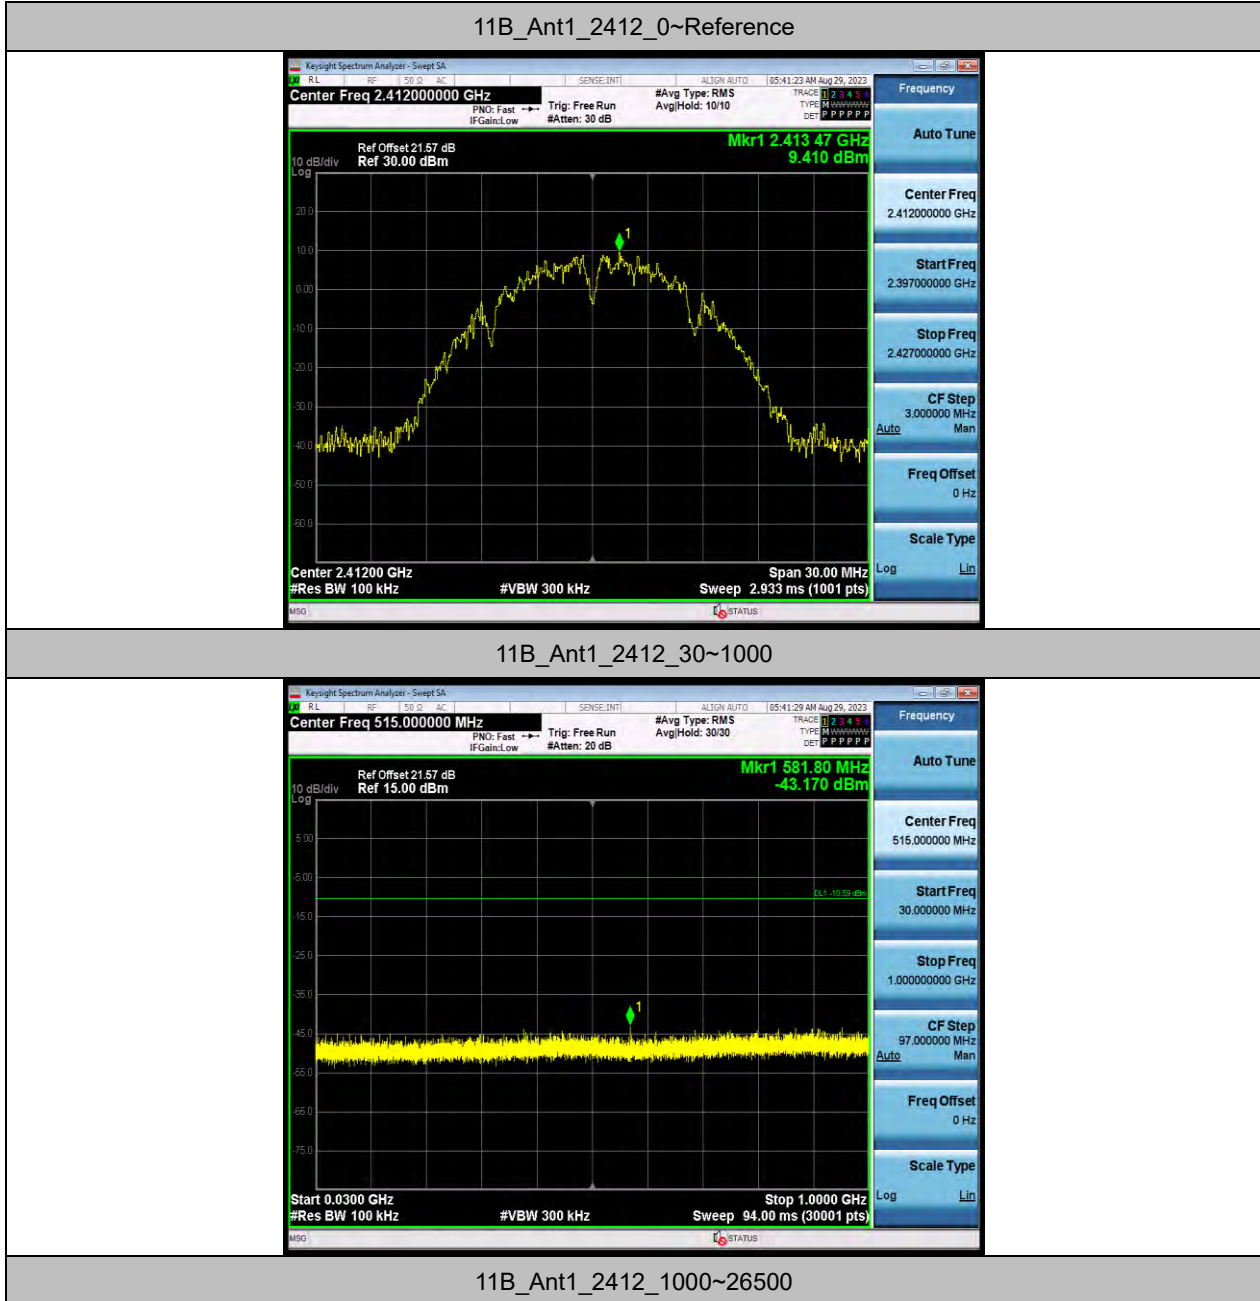 11B_Ant1_2412_0~Reference
Keysight Spectrum Analyzer - Swept SA
LXI RL RF 50 Ω AC SENSE:INT ALIGN AUTO 05:41:23 AM Aug 29, 2023
Center Freq 2.412000000 GHz
PNO: Fast
IFGain:Low
Trig: Free Run
#Atten: 30 dB
#Avg Type: RMS
Avg|Hold: 10/10
TRACE 1 2 3 4 5 6
TYPE M W W W W W
DET P P P P P P
Ref Offset 21.57 dB
10 dB/div Ref 30.00 dBm
Log
Mkr1 2.413 47 GHz
9.410 dBm
20.0
10.0
0.00
-10.0
-20.0
-30.0
-40.0
-50.0
-60.0
1
Center 2.41200 GHz Span 30.00 MHz
#Res BW 100 kHz #VBW 300 kHz Sweep 2.933 ms (1001 pts)
MSG STATUS
Frequency
Auto Tune
Center Freq
2.412000000 GHz
Start Freq
2.397000000 GHz
Stop Freq
2.427000000 GHz
CF Step
3.000000 MHz
Auto Man
Freq Offset
0 Hz
Scale Type
Log Lin
11B_Ant1_2412_30~1000
Keysight Spectrum Analyzer - Swept SA
LXI RL RF 50 Ω AC SENSE:INT ALIGN AUTO 05:41:29 AM Aug 29, 2023
Center Freq 515.000000 MHz
PNO: Fast
IFGain:Low
Trig: Free Run
#Atten: 20 dB
#Avg Type: RMS
Avg|Hold: 30/30
TRACE 1 2 3 4 5 6
TYPE M W W W W W
DET P P P P P P
Ref Offset 21.57 dB
10 dB/div Ref 15.00 dBm
Log
Mkr1 581.80 MHz
-43.170 dBm
5.00
-5.00
-15.0
-25.0
-35.0
-45.0
-55.0
-65.0
-75.0
DL1 -10.59 dBm
1
Start 0.0300 GHz Stop 1.0000 GHz
#Res BW 100 kHz #VBW 300 kHz Sweep 94.00 ms (30001 pts)
MSG STATUS
Frequency
Auto Tune
Center Freq
515.000000 MHz
Start Freq
30.000000 MHz
Stop Freq
1.000000000 GHz
CF Step
97.000000 MHz
Auto Man
Freq Offset
0 Hz
Scale Type
Log Lin
11B_Ant1_2412_1000~26500